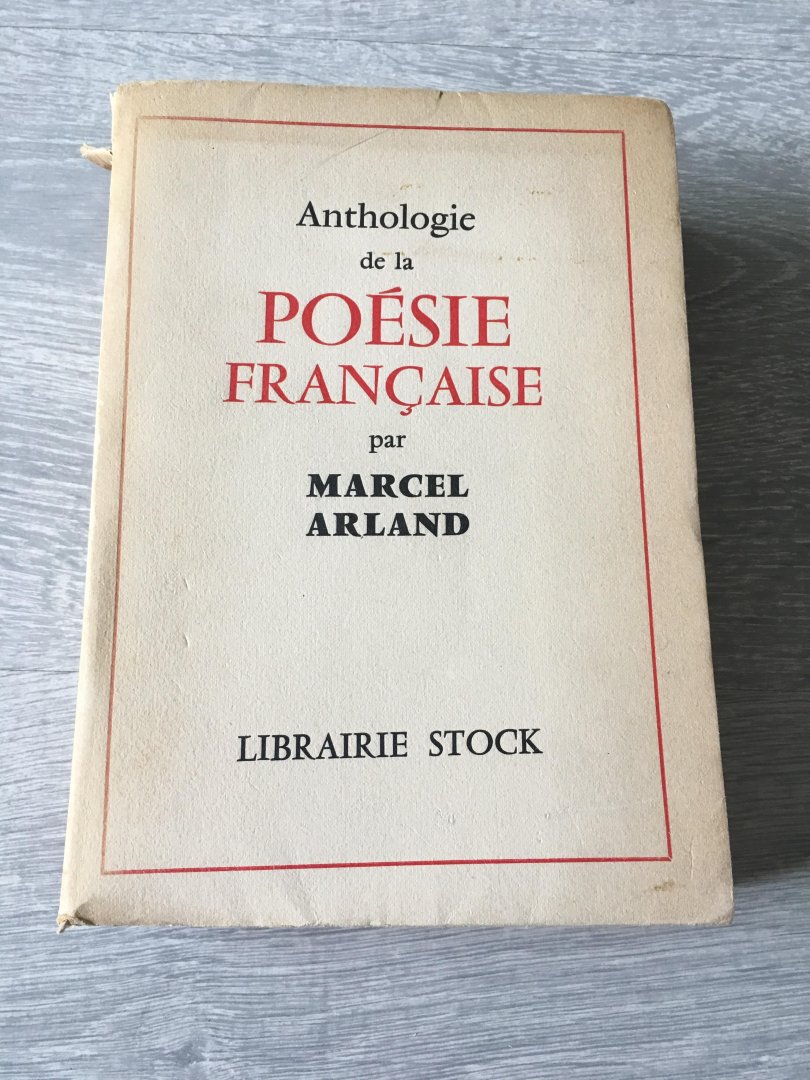 Anthologie
de la
POÉSIE
FRANÇAISE
par
MARCEL
ARLAND
LIBRAIRIE STOCK